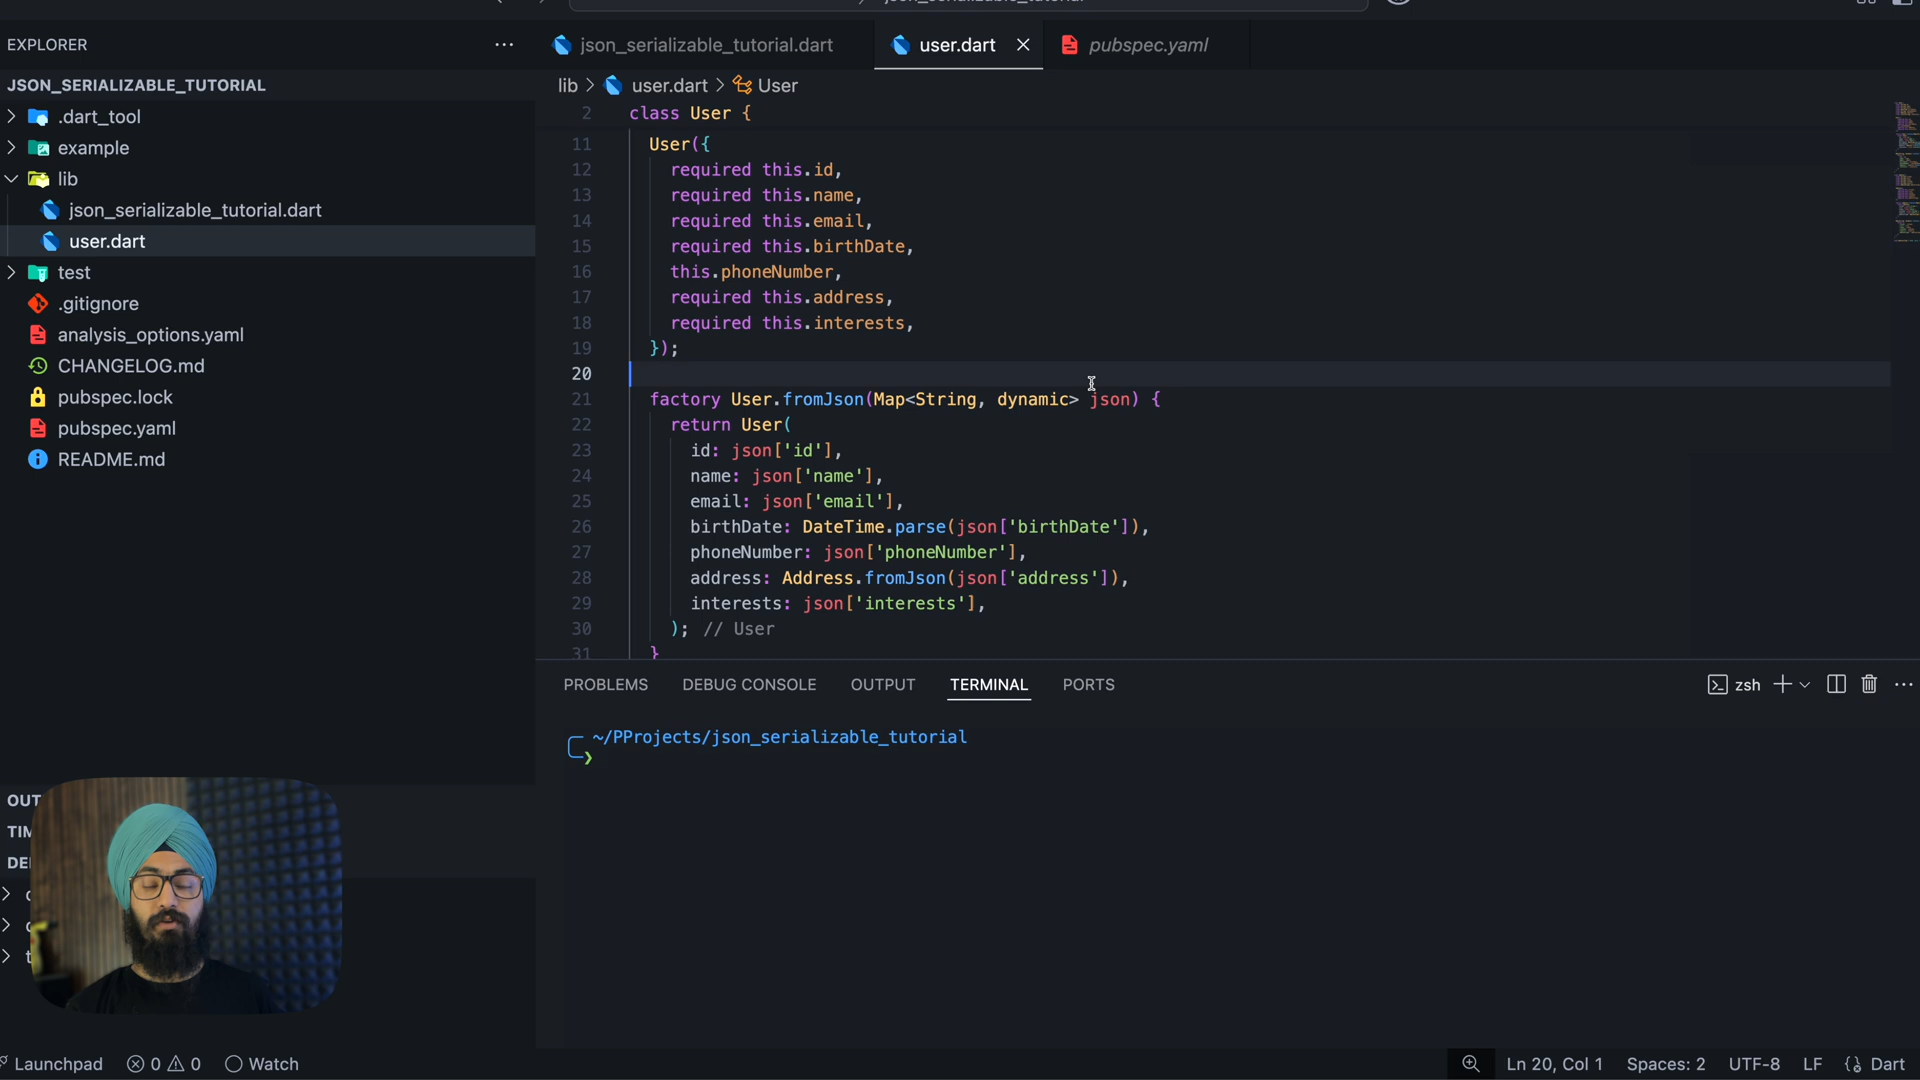 EXPLORER
JSON_SERIALIZABLE_TUTORIAL
.dart_tool
example
lib
json_serializable_tutorial.dart
user.dart
test
.gitignore
analysis_options.yaml
CHANGELOG.md
pubspec.lock
pubspec.yaml
README.md
OUT
TIM
DE
json_serializable_tutorial.dart
user.dart
pubspec.yaml
lib > user.dart > User
2 class User {
11 User({
12 required this.id,
13 required this.name,
14 required this.email,
15 required this.birthDate,
16 this.phoneNumber,
17 required this.address,
18 required this.interests,
19 });
20
21 factory User.fromJson(Map<String, dynamic> json) {
22 return User(
23 id: json['id'],
24 name: json['name'],
25 email: json['email'],
26 birthDate: DateTime.parse(json['birthDate']),
27 phoneNumber: json['phoneNumber'],
28 address: Address.fromJson(json['address']),
29 interests: json['interests'],
30 ); // User
31 }
PROBLEMS DEBUG CONSOLE OUTPUT TERMINAL PORTS
zsh
~/PProjects/json_serializable_tutorial
Launchpad 0 0 Watch
Ln 20, Col 1 Spaces: 2 UTF-8 LF Dart